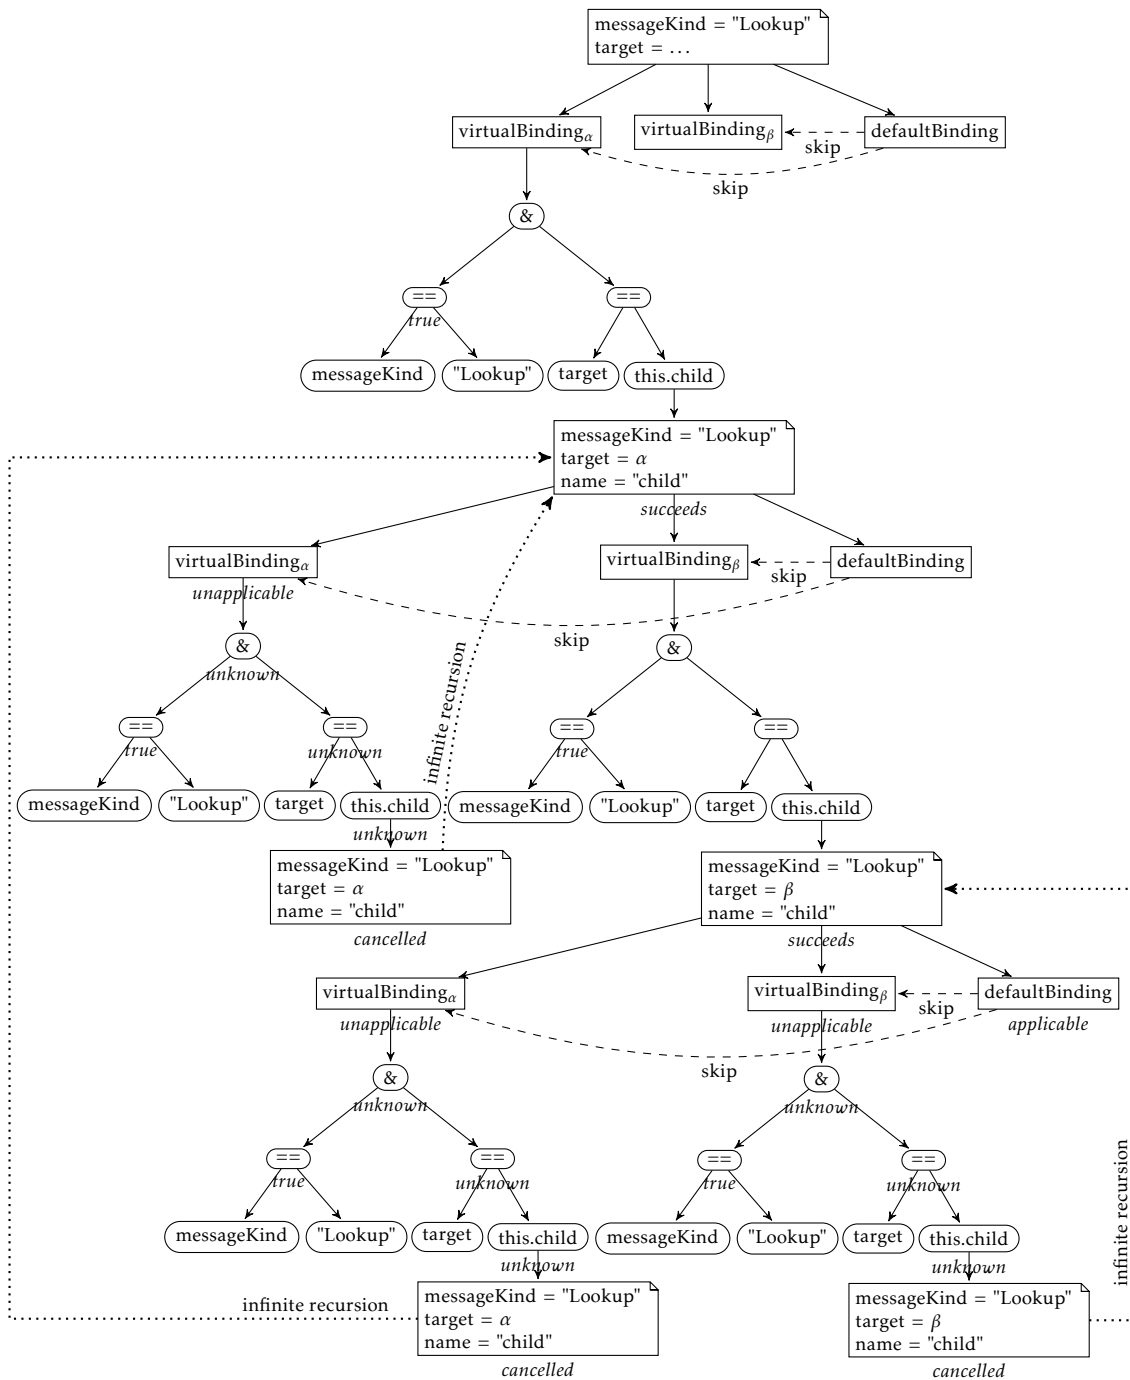 messageKind = "Lookup"
target = ...
virtualBindingα
virtualBindingβ
defaultBinding
skip
skip
&
==
==
true
messageKind
"Lookup"
target
this.child
messageKind = "Lookup"
target = α
name = "child"
succeeds
virtualBindingα
virtualBindingβ
defaultBinding
skip
unapplicable
skip
&
&
unknown
infinite recursion
==
==
==
==
true
unknown
true
messageKind
"Lookup"
target
this.child
messageKind
"Lookup"
target
this.child
unknown
messageKind = "Lookup"
target = α
name = "child"
cancelled
messageKind = "Lookup"
target = β
name = "child"
succeeds
virtualBindingα
virtualBindingβ
defaultBinding
skip
unapplicable
unapplicable
applicable
skip
&
&
unknown
unknown
==
==
==
==
true
unknown
true
unknown
infinite recursion
messageKind
"Lookup"
target
this.child
messageKind
"Lookup"
target
this.child
unknown
unknown
infinite recursion
messageKind = "Lookup"
target = α
name = "child"
cancelled
messageKind = "Lookup"
target = β
name = "child"
cancelled